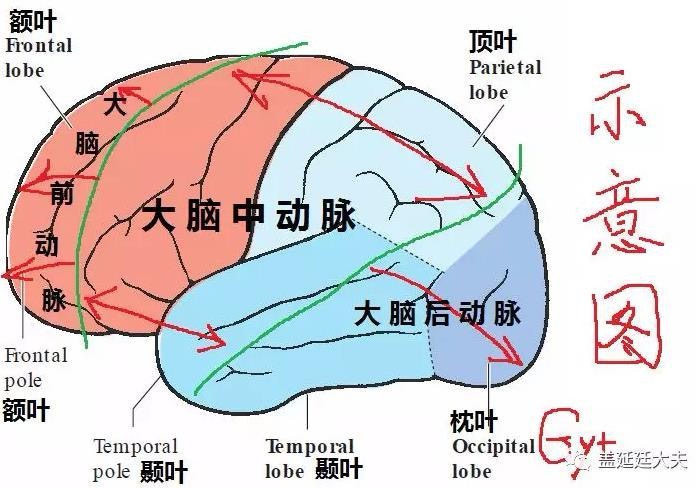 额叶
Frontal
lobe
顶叶
Parietal
lobe
大
脑
前
动
脉
大脑中动脉
大脑后动脉
Frontal
pole
额叶
Temporal
pole 颞叶
Temporal
lobe 颞叶
枕叶
Occipital
lobe
示
意
图
Gyt
盖延廷大夫